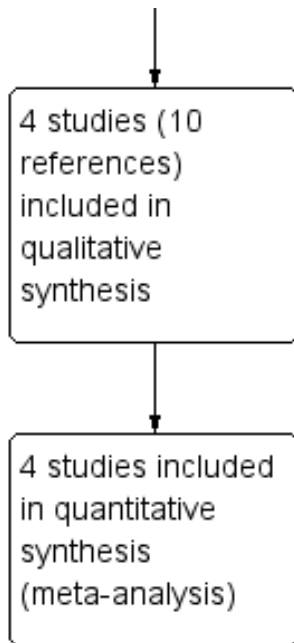 4 studies (10
references)
included in
qualitative
synthesis
4 studies included
in quantitative
synthesis
(meta-analysis)